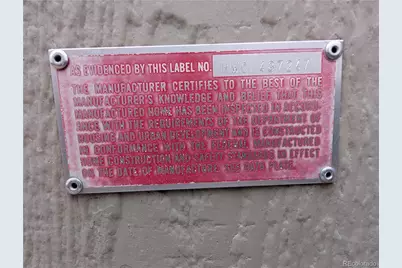 AS EVIDENCED BY THIS LABEL NO.
THE MANUFACTURER CERTIFIES TO THE BEST OF THE
MANUFACTURER'S KNOWLEDGE AND BELIEF THAT THIS
MANUFACTURED HOME HAS BEEN INSPECTED IN ACCORD-
ANCE WITH THE REQUIREMENTS OF THE DEPARTMENT OF
HOUSING AND URBAN DEVELOPMENT AND IS CONSTRUCTED
IN CONFORMANCE WITH THE FEDERAL MANUFACTURED
HOME CONSTRUCTION AND SAFETY STANDARDS IN EFFECT
ON THE DATE OF MANUFACTURE. SEE DATA PLATE.